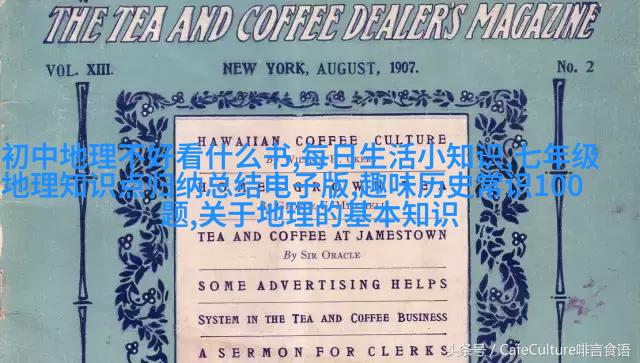 THE TEA AND COFFEE DEALER'S MAGAZINE
VOL. XIII.
NEW YORK, AUGUST, 1907.
No. 2
HAWAIIAN COFFEE CULTURE
初中地理不好看什么书,每日生活小知识,七年级
地理知识点归纳总结电子版,趣味历史常识100
题,关于地理的基本知识
TEA AND COFFEE AT JAMESTOWN
By SIR ORACLE
SOME ADVERTISING HELPS
SYSTEM IN THE TEA AND COFFEE BUSINESS
A SERMON FOR CLERKS
头条号 / CafeCulture啡言食语